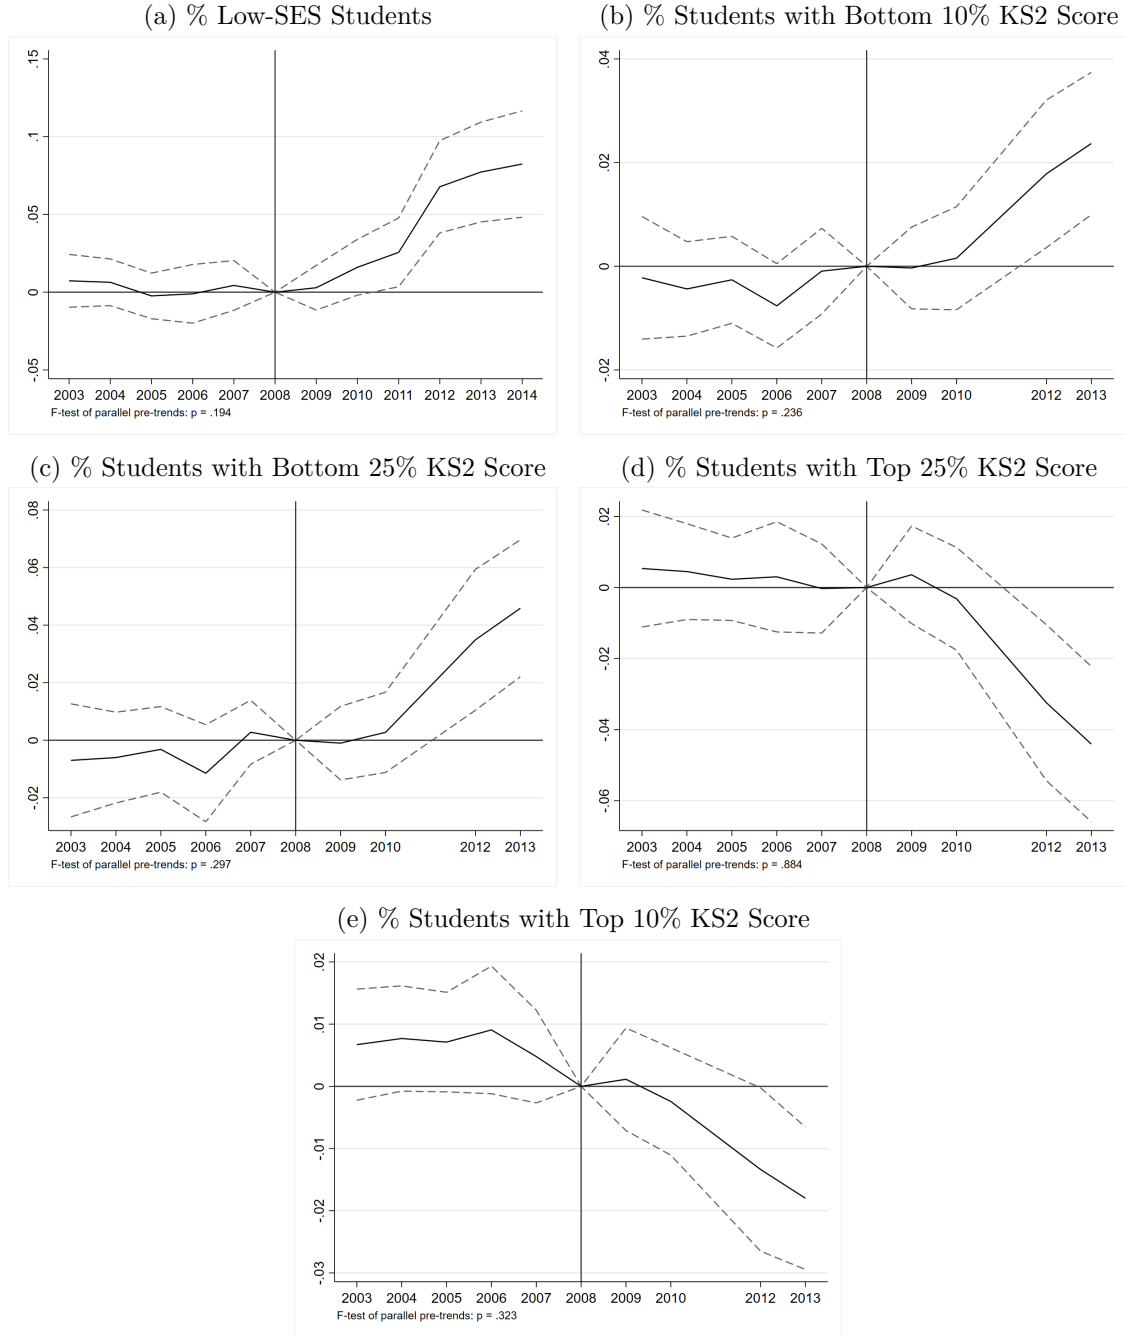 (a) % Low-SES Students
.15
.1
.05
0
-.05
2003 2004 2005 2006 2007 2008 2009 2010 2011 2012 2013 2014
F-test of parallel pre-trends: p = .194
(b) % Students with Bottom 10% KS2 Score
.04
.02
0
-.02
2003 2004 2005 2006 2007 2008 2009 2010 2012 2013
F-test of parallel pre-trends: p = .236
(c) % Students with Bottom 25% KS2 Score
.08
.06
.04
.02
0
-.02
2003 2004 2005 2006 2007 2008 2009 2010 2012 2013
F-test of parallel pre-trends: p = .297
(d) % Students with Top 25% KS2 Score
.02
0
-.02
-.04
-.06
2003 2004 2005 2006 2007 2008 2009 2010 2012 2013
F-test of parallel pre-trends: p = .884
(e) % Students with Top 10% KS2 Score
.02
.01
0
-.01
-.02
-.03
2003 2004 2005 2006 2007 2008 2009 2010 2012 2013
F-test of parallel pre-trends: p = .323